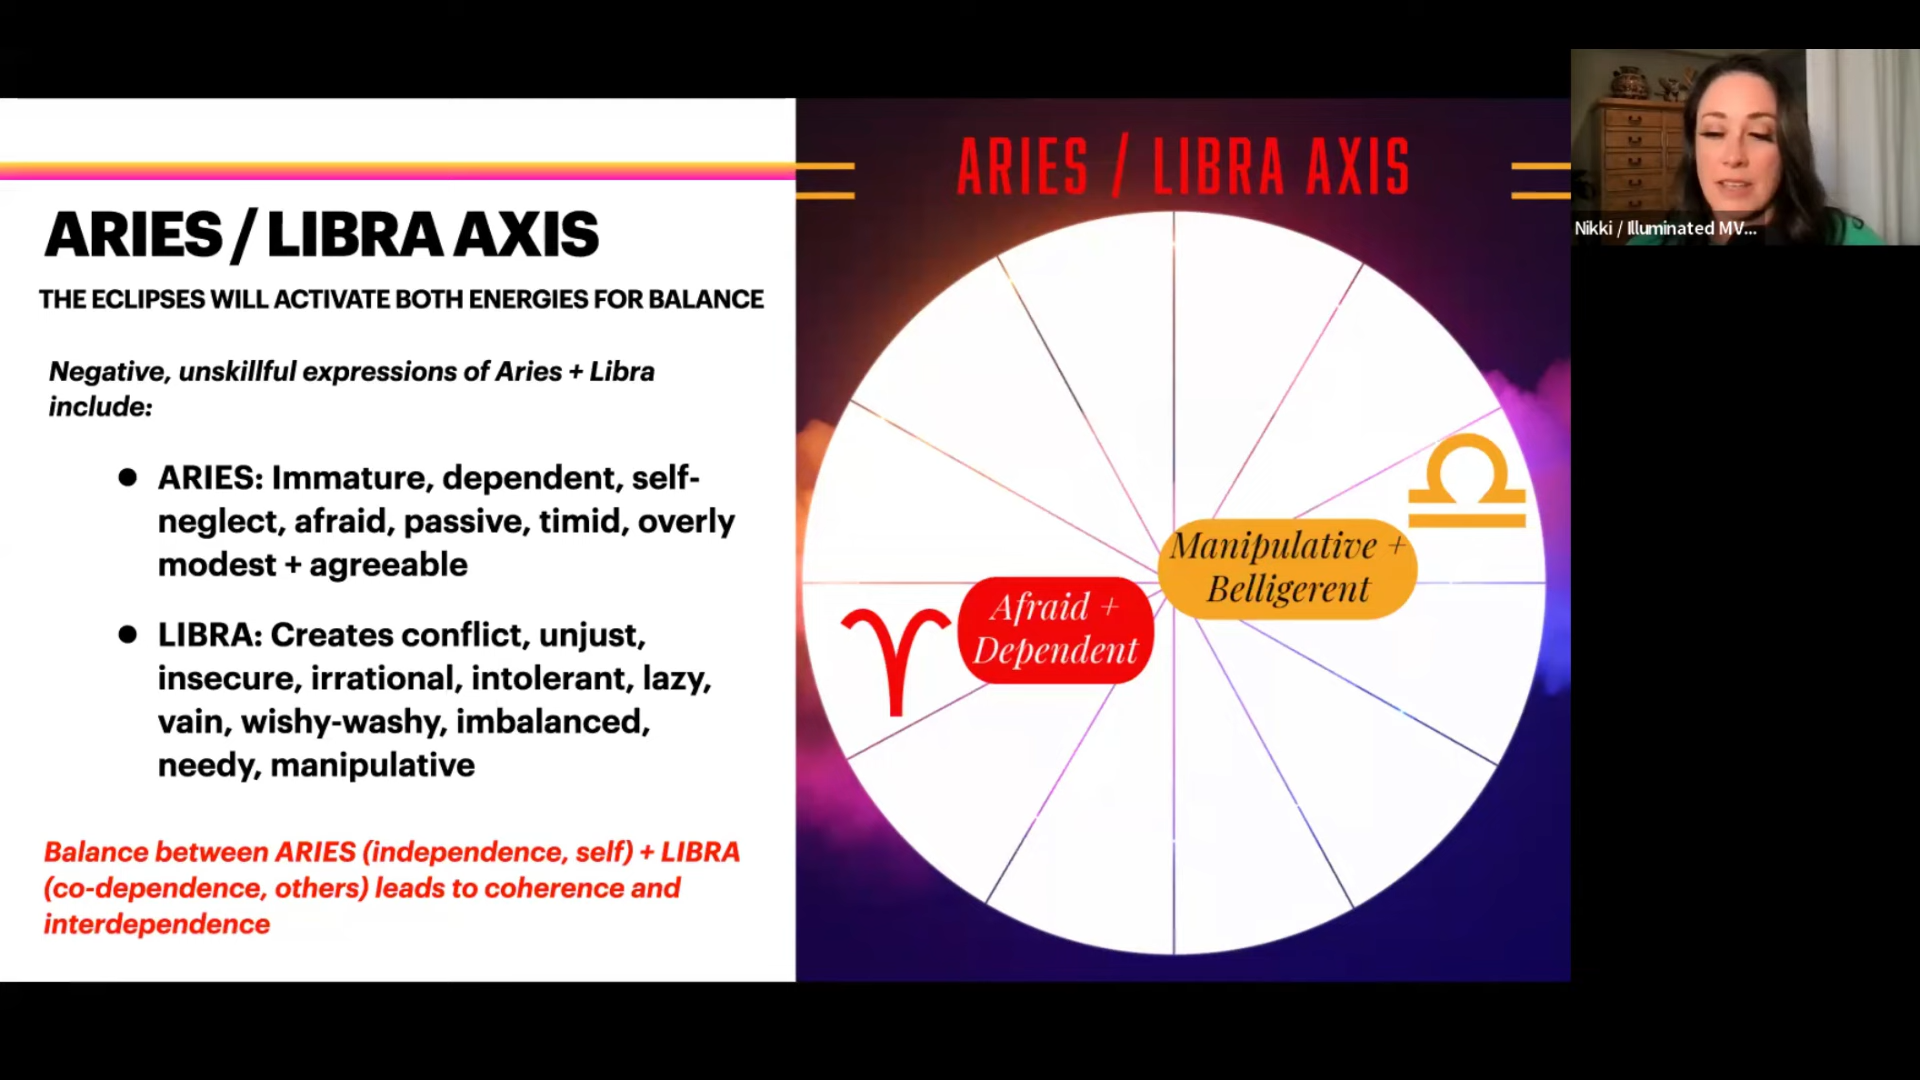 ARIES / LIBRA AXIS
THE ECLIPSES WILL ACTIVATE BOTH ENERGIES FOR BALANCE
Negative, unskillful expressions of Aries + Libra
include:
● ARIES: Immature, dependent, self-
neglect, afraid, passive, timid, overly
modest + agreeable
● LIBRA: Creates conflict, unjust,
insecure, irrational, intolerant, lazy,
vain, wishy-washy, imbalanced,
needy, manipulative
Balance between ARIES (independence, self) + LIBRA
(co-dependence, others) leads to coherence and
interdependence
ARIES / LIBRA AXIS
Manipulative +
Belligerent
Afraid +
Dependent
Nikki / Illuminated MV...